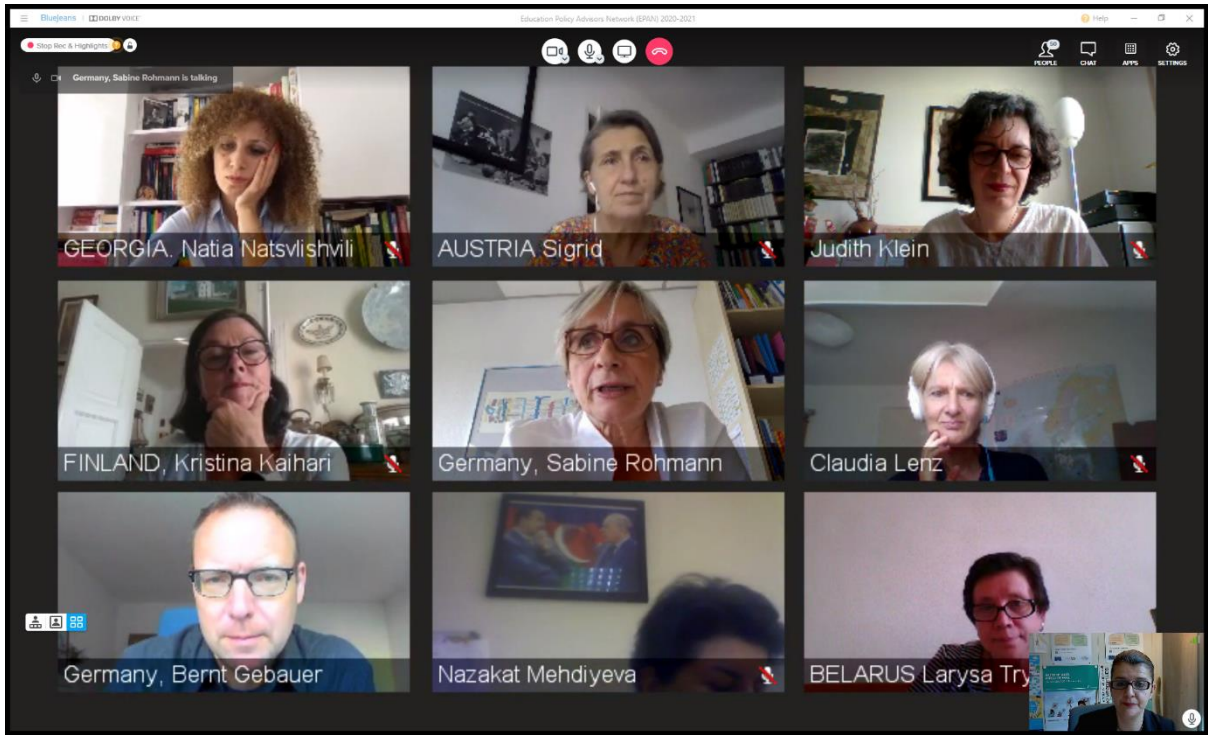 Bluejeans
DOLBY VOICE
Education Policy Advisors Network (EPAN) 2020-2021
Help
Stop Rec & Highlights
PEOPLE
CHAT
APPS
SETTINGS
Germany, Sabine Rohmann is talking
GEORGIA. Natia Natsvlishvili
AUSTRIA Sigrid
Judith Klein
FINLAND, Kristina Kaihari
Germany, Sabine Rohmann
Claudia Lenz
Germany, Bernt Gebauer
Nazakat Mehdiyeva
BELARUS Larysa Try